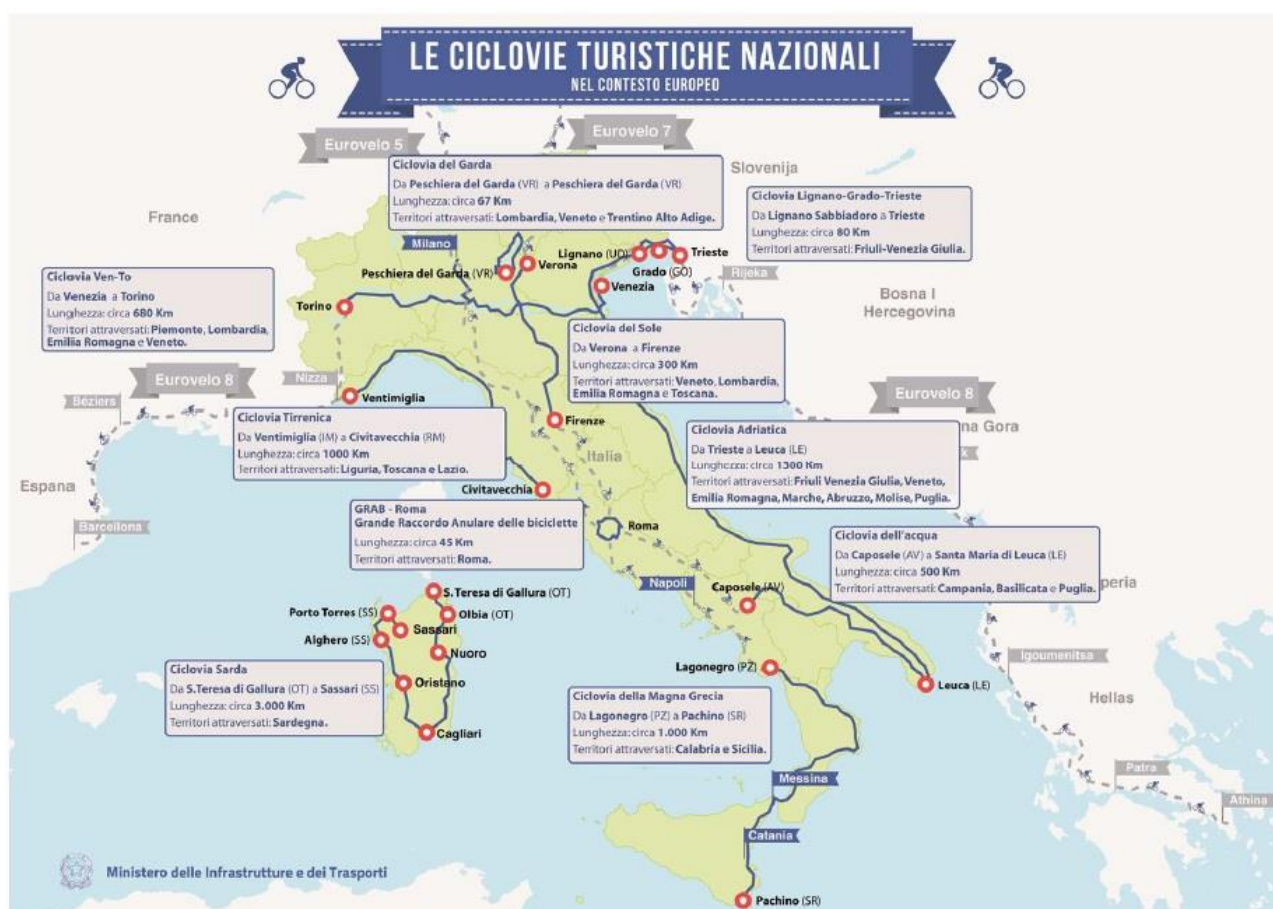 LE CICLOVIE TURISTICHE NAZIONALI
NEL CONTESTO EUROPEO
Eurovelo 5
Eurovelo 7
Slovenija
France
Ciclovia del Garda
Da Peschiera del Garda (VR) a Peschiera del Garda (VR)
Lunghezza: circa 67 Km
Territori attraversati: Lombardia, Veneto e Trentino Alto Adige.
Ciclovia Lignano-Grado-Trieste
Da Lignano Sabbiadoro a Trieste
Lunghezza: circa 80 Km
Territori attraversati: Friuli-Venezia Giulia.
Milano
Lignano (UD)
Trieste
Verona
Peschiera del Garda (VR)
Grado (GO)
Venezia
Rijeka
Bosna I
Hercegovina
Ciclovia Ven-To
Da Venezia a Torino
Lunghezza: circa 680 Km
Territori attraversati: Piemonte, Lombardia,
Emilia Romagna e Veneto.
Torino
Ciclovia del Sole
Da Verona a Firenze
Lunghezza: circa 300 Km
Territori attraversati: Veneto, Lombardia,
Emilia Romagna e Toscana.
Eurovelo 8
Nizza
Béziers
Ventimiglia
Eurovelo 8
Ciclovia Tirrenica
Da Ventimiglia (IM) a Civitavecchia (RM)
Lunghezza: circa 1000 Km
Territori attraversati: Liguria, Toscana e Lazio.
Firenze
Italia
Ciclovia Adriatica
Da Trieste a Leuca (LE)
Lunghezza: circa 1300 Km
Territori attraversati: Friuli Venezia Giulia, Veneto,
Emilia Romagna, Marche, Abruzzo, Molise, Puglia.
na Gora
k
Espana
Barcellona
Civitavecchia
GRAB - Roma
Grande Raccordo Anulare delle biciclette
Lunghezza: circa 45 Km
Territori attraversati: Roma.
Roma
Ciclovia dell'acqua
Da Caposele (AV) a Santa Maria di Leuca (LE)
Lunghezza: circa 500 Km
Territori attraversati: Campania, Basilicata e Puglia.
peria
Napoli
Caposele (AV)
S.Teresa di Gallura (OT)
Porto Torres (SS)
Olbia (OT)
Sassari
Alghero (SS)
Nuoro
Oristano
Cagliari
Ciclovia Sarda
Da S.Teresa di Gallura (OT) a Sassari (SS)
Lunghezza: circa 3.000 Km
Territori attraversati: Sardegna.
Lagonegro (PZ)
Leuca (LE)
Igoumenitsa
Hellas
Ciclovia della Magna Grecia
Da Lagonegro (PZ) a Pachino (SR)
Lunghezza: circa 1.000 Km
Territori attraversati: Calabria e Sicilia.
Messina
Patra
Athina
Catania
Pachino (SR)
Ministero delle Infrastrutture e dei Trasporti